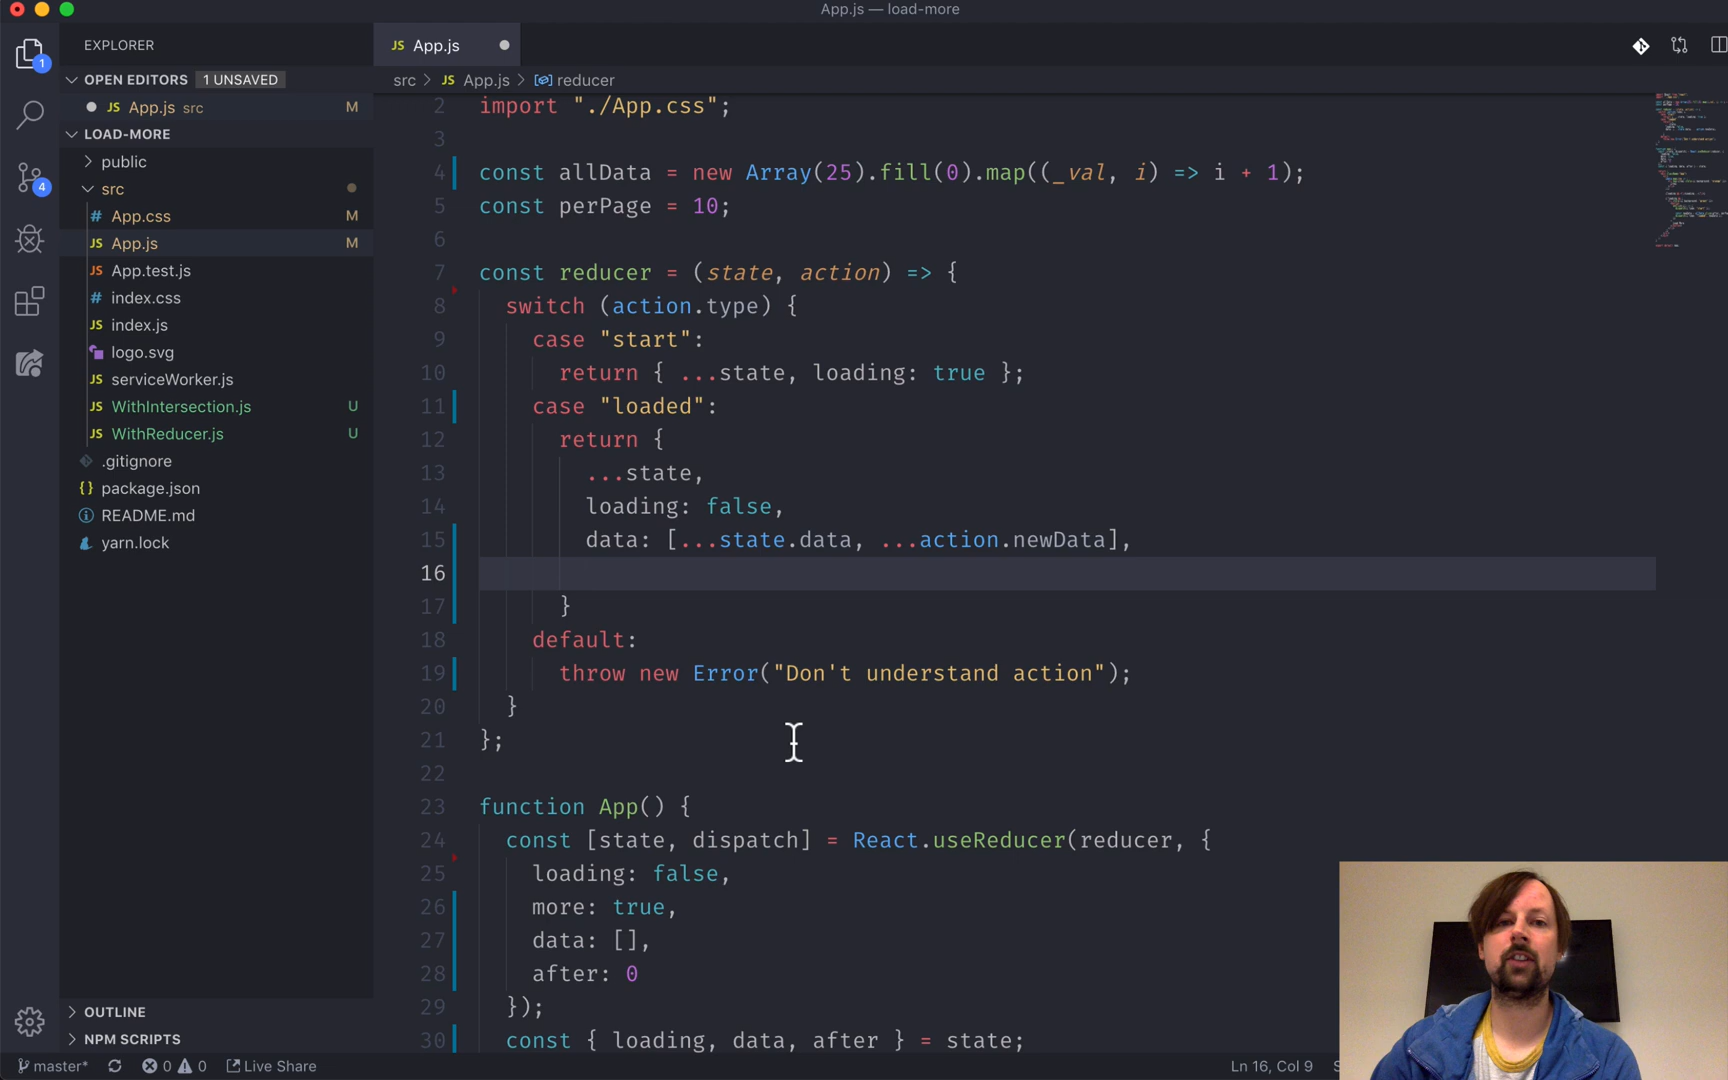 App.js — load-more
EXPLORER
JS App.js
OPEN EDITORS 1 UNSAVED
JS App.js src M
LOAD-MORE
public
src
# App.css M
JS App.js M
JS App.test.js
# index.css
JS index.js
logo.svg
JS serviceWorker.js
JS WithIntersection.js U
JS WithReducer.js U
.gitignore
{} package.json
README.md
yarn.lock
OUTLINE
NPM SCRIPTS
1
4
src > JS App.js > reducer
2 import "./App.css";
3
4 const allData = new Array(25).fill(0).map((_val, i) => i + 1);
5 const perPage = 10;
6
7 const reducer = (state, action) => {
8 switch (action.type) {
9 case "start":
10 return { ...state, loading: true };
11 case "loaded":
12 return {
13 ...state,
14 loading: false,
15 data: [...state.data, ...action.newData],
16
17 }
18 default:
19 throw new Error("Don't understand action");
20 }
21 };
22
23 function App() {
24 const [state, dispatch] = React.useReducer(reducer, {
25 loading: false,
26 more: true,
27 data: [],
28 after: 0
29 });
30 const { loading, data, after } = state;
master* 0 0 Live Share
Ln 16, Col 9